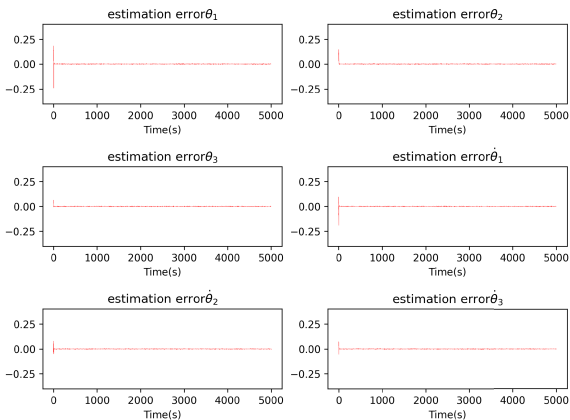 estimation errorθ₁ estimation errorθ₂
0.25 0.25
0.00 0.00
−0.25 −0.25
0 1000 2000 3000 4000 5000 0 1000 2000 3000 4000 5000
Time(s) Time(s)
estimation errorθ₃ estimation errorθ̇₁
0.25 0.25
0.00 0.00
−0.25 −0.25
0 1000 2000 3000 4000 5000 0 1000 2000 3000 4000 5000
Time(s) Time(s)
estimation errorθ̇₂ estimation errorθ̇₃
0.25 0.25
0.00 0.00
−0.25 −0.25
0 1000 2000 3000 4000 5000 0 1000 2000 3000 4000 5000
Time(s) Time(s)